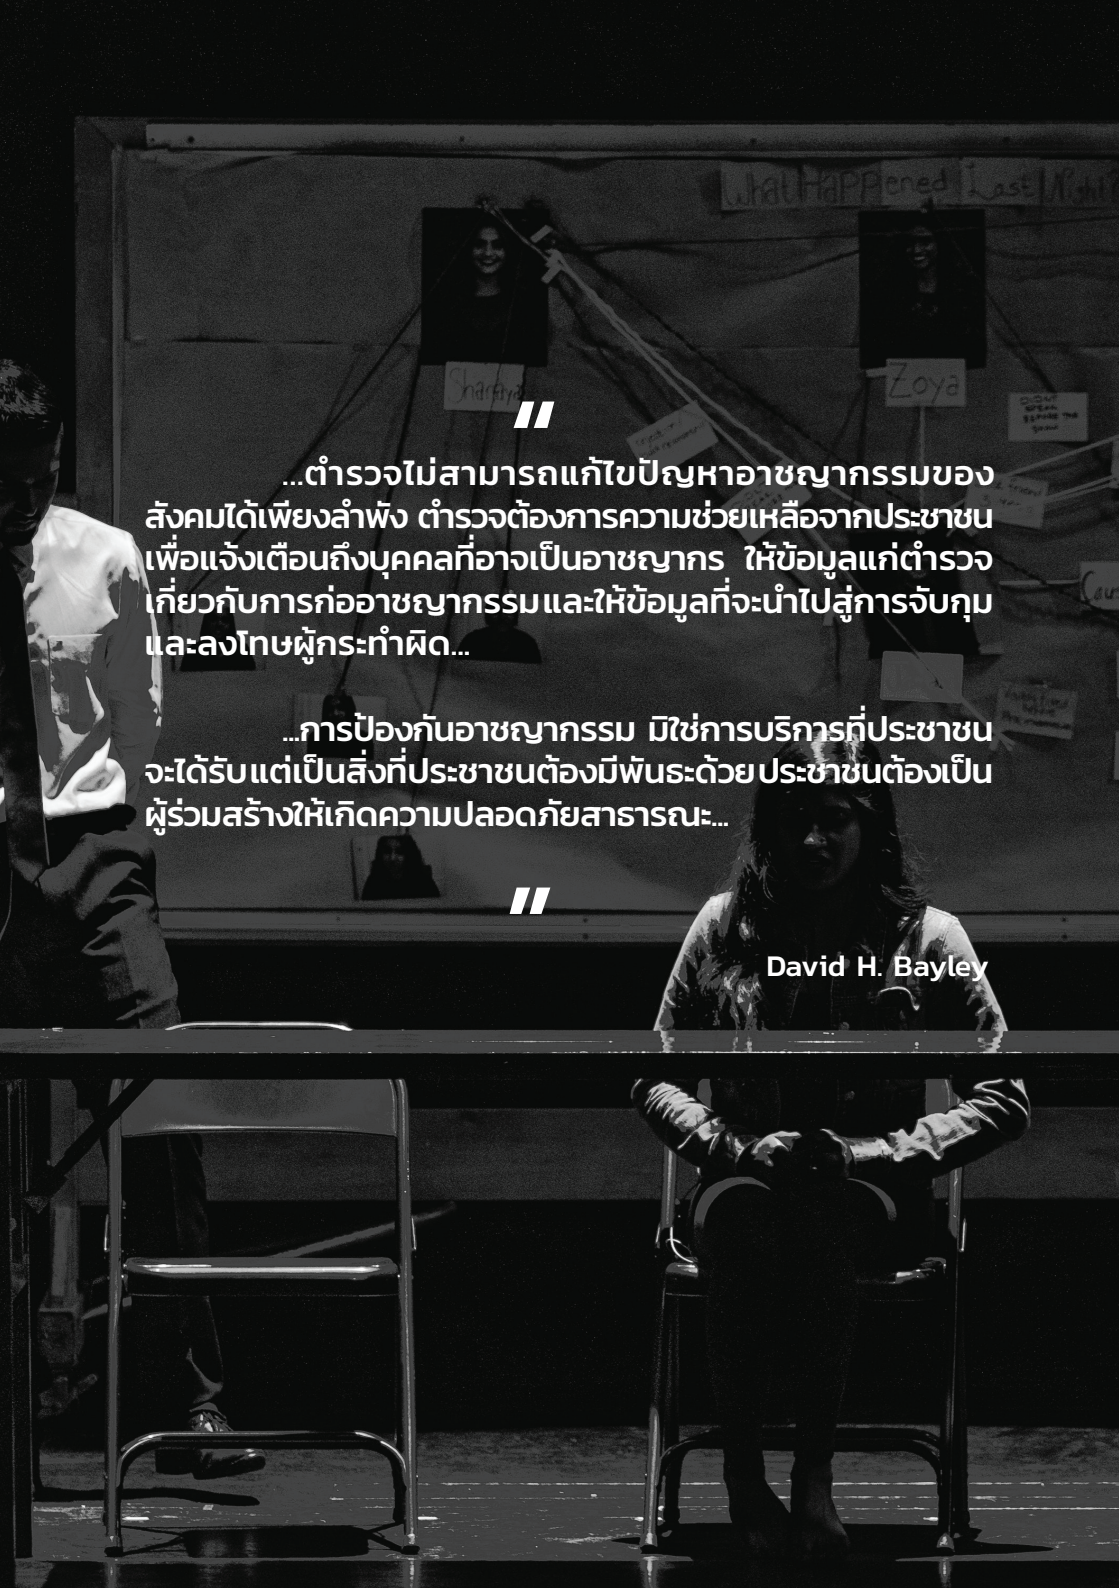 What Happened Last Night
Sharaya
Zoya
"
...ตำรวจไม่สามารถแก้ไขปัญหาอาชญากรรมของ
สังคมได้เพียงลำพัง ตำรวจต้องการความช่วยเหลือจากประชาชน
เพื่อแจ้งเตือนถึงบุคคลที่อาจเป็นอาชญากร ให้ข้อมูลแก่ตำรวจ
เกี่ยวกับการก่ออาชญากรรมและให้ข้อมูลที่จะนำไปสู่การจับกุม
และลงโทษผู้กระทำผิด...
...การป้องกันอาชญากรรม มิใช่การบริการที่ประชาชน
จะได้รับแต่เป็นสิ่งที่ประชาชนต้องมีพันธะด้วยประชาชนต้องเป็น
ผู้ร่วมสร้างให้เกิดความปลอดภัยสาธารณะ...
"
David H. Bayley